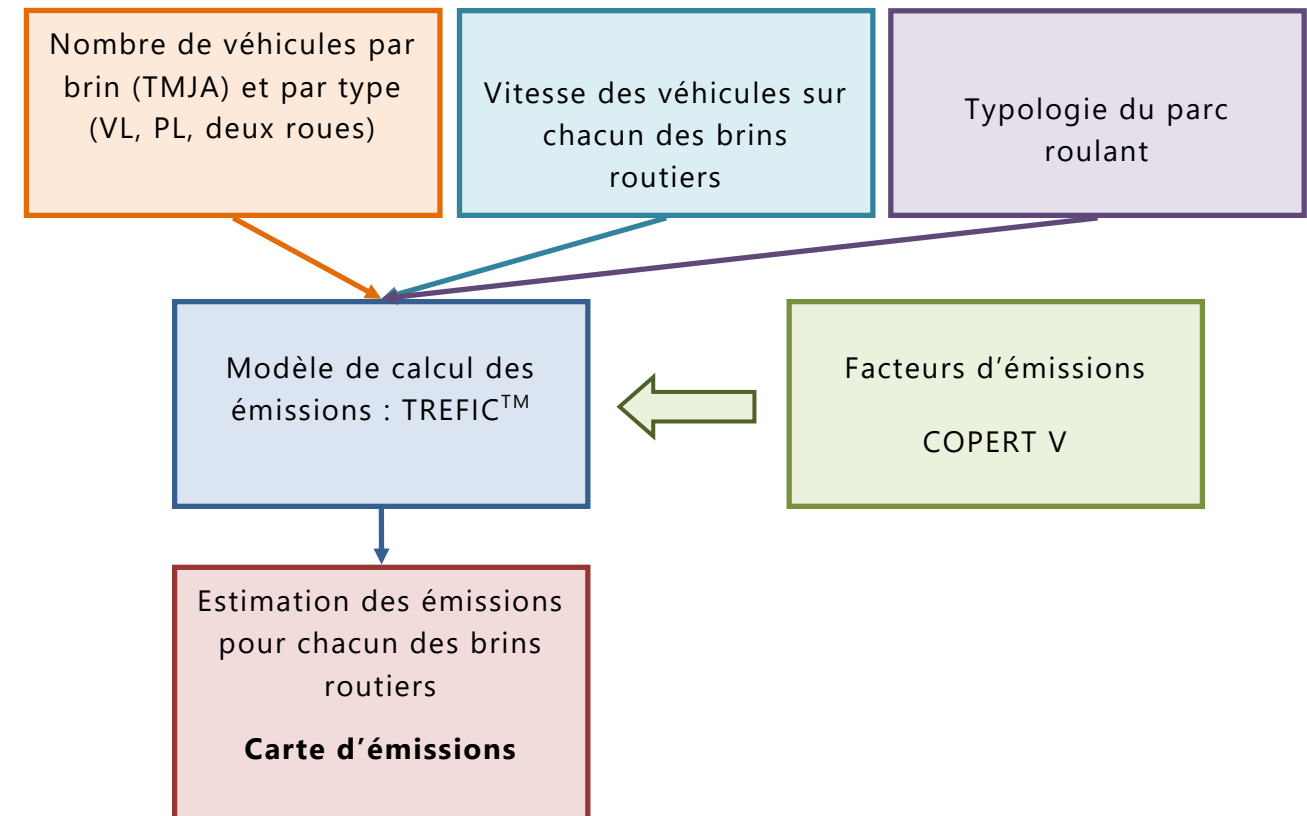 Nombre de véhicules par
brin (TMJA) et par type
(VL, PL, deux roues)
Vitesse des véhicules sur
chacun des brins
routiers
Typologie du parc
roulant
Modèle de calcul des
émissions : TREFIC™
Facteurs d’émissions
COPERT V
Estimation des émissions
pour chacun des brins
routiers
Carte d’émissions